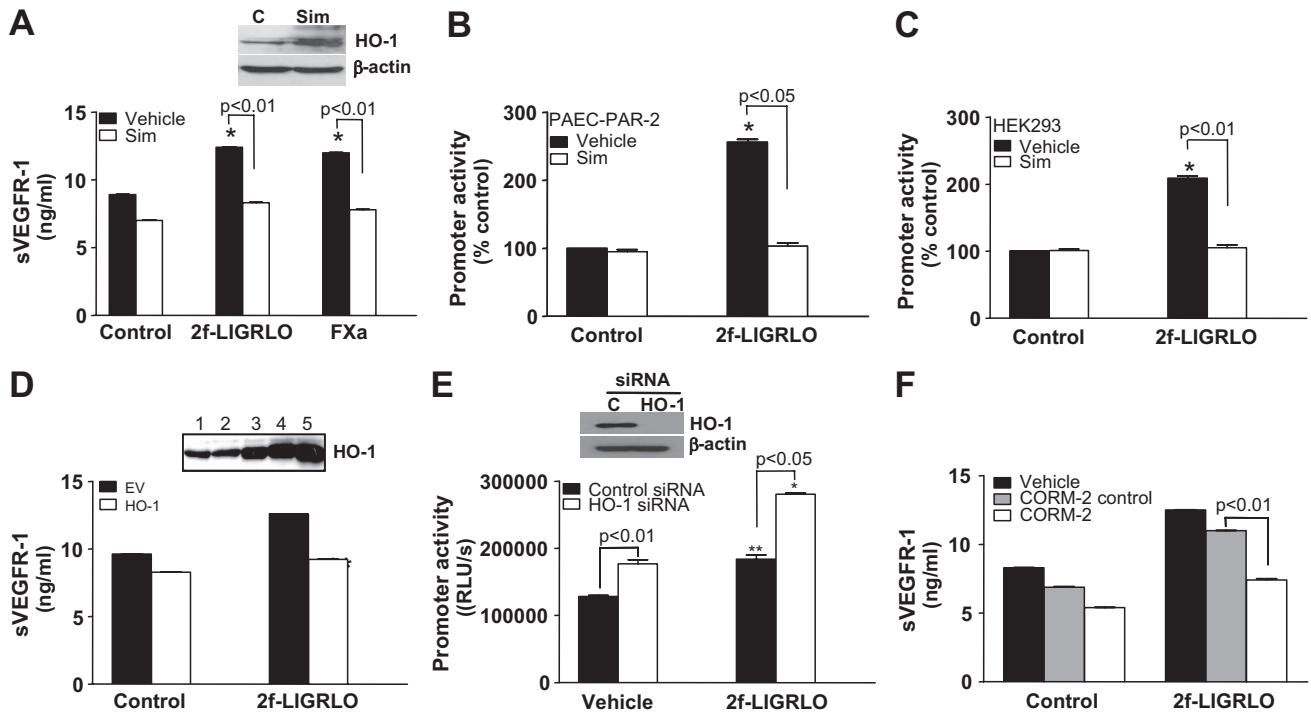 A
C Sim
HO-1
β-actin
Vehicle
Sim
p<0.01
p<0.01
*
*
sVEGFR-1
(ng/ml)
15
10
5
0
Control 2f-LIGRLO FXa
B
PAEC-PAR-2
Vehicle
Sim
p<0.05
*
Promoter activity
(% control)
300
200
100
0
Control 2f-LIGRLO
C
HEK293
Vehicle
Sim
p<0.01
*
Promoter activity
(% control)
300
200
100
0
Control 2f-LIGRLO
D
1 2 3 4 5
HO-1
EV
HO-1
sVEGFR-1
(ng/ml)
15
10
5
0
Control 2f-LIGRLO
E
siRNA
C HO-1
HO-1
β-actin
Control siRNA
HO-1 siRNA
p<0.01
p<0.05
**
*
Promoter activity
((RLU/s)
300000
200000
100000
0
Vehicle 2f-LIGRLO
F
Vehicle
CORM-2 control
CORM-2
p<0.01
sVEGFR-1
(ng/ml)
15
10
5
0
Control 2f-LIGRLO